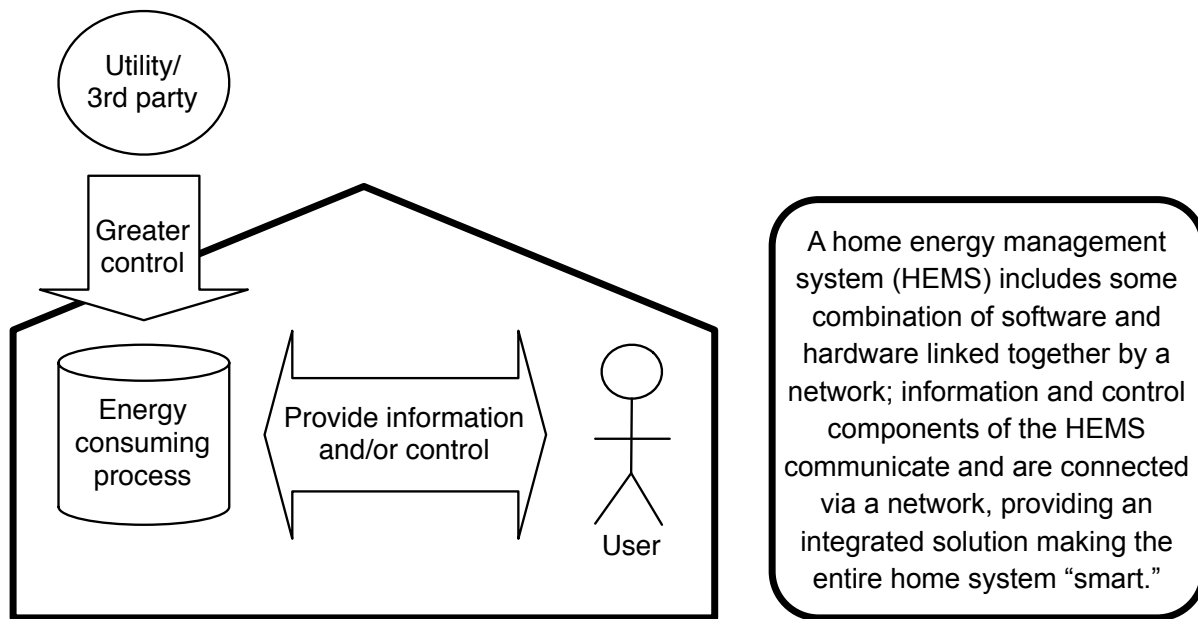 Utility/
3rd party
Greater
control
Energy
consuming
process
Provide information
and/or control
User
A home energy management
system (HEMS) includes some
combination of software and
hardware linked together by a
network; information and control
components of the HEMS
communicate and are connected
via a network, providing an
integrated solution making the
entire home system “smart.”